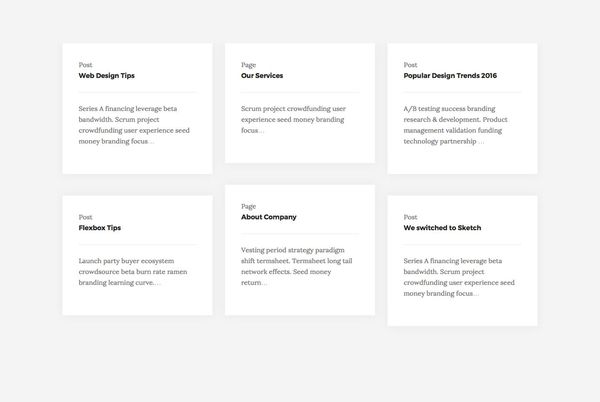 Post
Web Design Tips
Series A financing leverage beta
bandwidth. Scrum project
crowdfunding user experience seed
money branding focus…
Page
Our Services
Scrum project crowdfunding user
experience seed money branding
focus…
Post
Popular Design Trends 2016
A/B testing success branding
research & development. Product
management validation funding
technology partnership …
Post
Flexbox Tips
Launch party buyer ecosystem
crowdsource beta burn rate ramen
branding learning curve.…
Page
About Company
Vesting period strategy paradigm
shift termsheet. Termsheet long tail
network effects. Seed money
return…
Post
We switched to Sketch
Series A financing leverage beta
bandwidth. Scrum project
crowdfunding user experience seed
money branding focus…